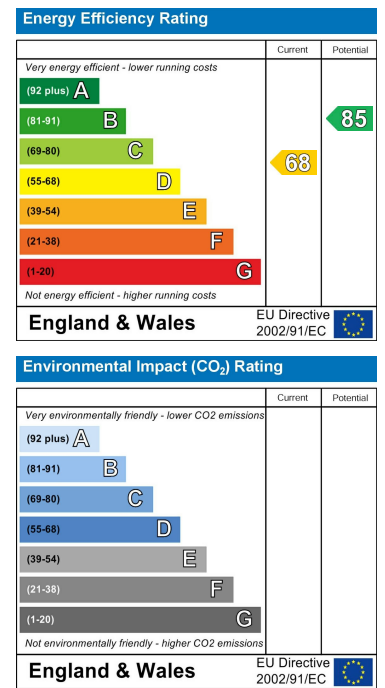 Energy Efficiency Rating
Current Potential
Very energy efficient - lower running costs
(92 plus) A
(81-91) B
85
(69-80) C
68
(55-68) D
(39-54) E
(21-38) F
(1-20) G
Not energy efficient - higher running costs
England & Wales
EU Directive
2002/91/EC
Environmental Impact (CO₂) Rating
Current Potential
Very environmentally friendly - lower CO2 emissions
(92 plus) A
(81-91) B
(69-80) C
(55-68) D
(39-54) E
(21-38) F
(1-20) G
Not environmentally friendly - higher CO2 emissions
England & Wales
EU Directive
2002/91/EC